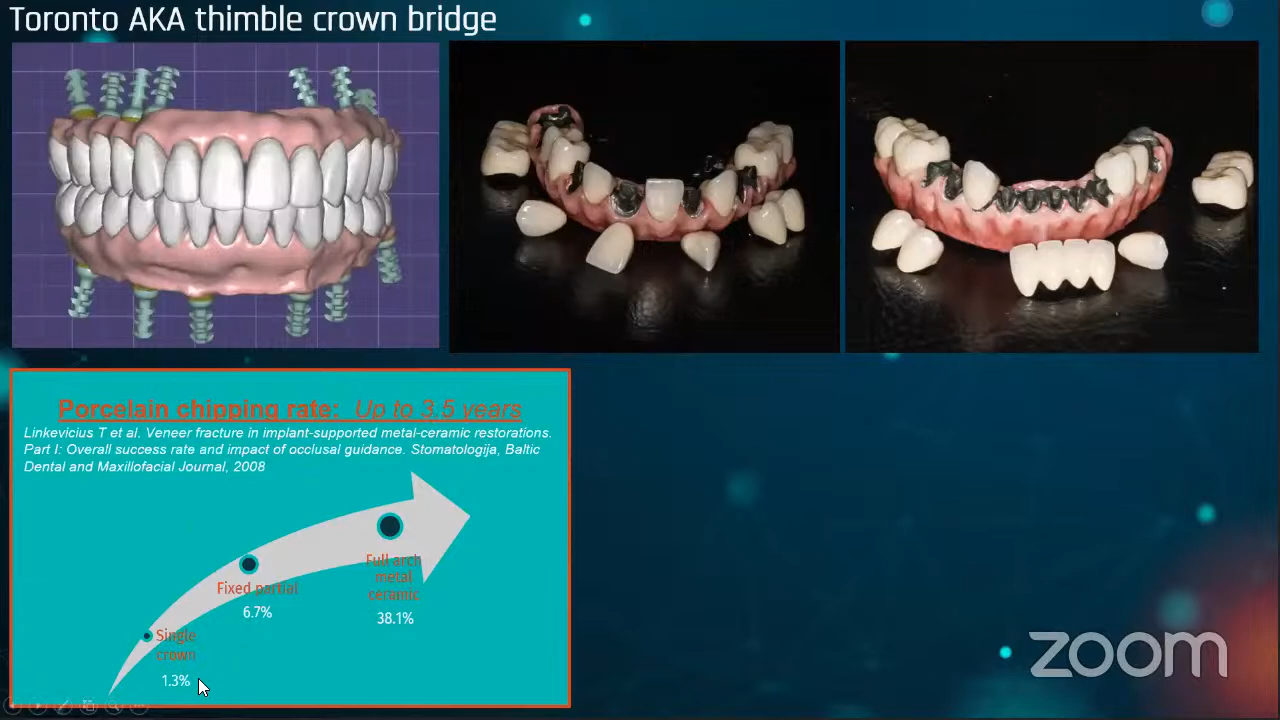 Toronto AKA thimble crown bridge
Porcelain chipping rate: Up to 3.5 years
Linkevicius T et al. Veneer fracture in implant-supported metal-ceramic restorations.
Part I: Overall success rate and impact of occlusal guidance. Stomatologija, Baltic
Dental and Maxillofacial Journal, 2008
Full arch
metal
ceramic
38.1%
Fixed partial
6.7%
Single
crown
1.3%
zoom